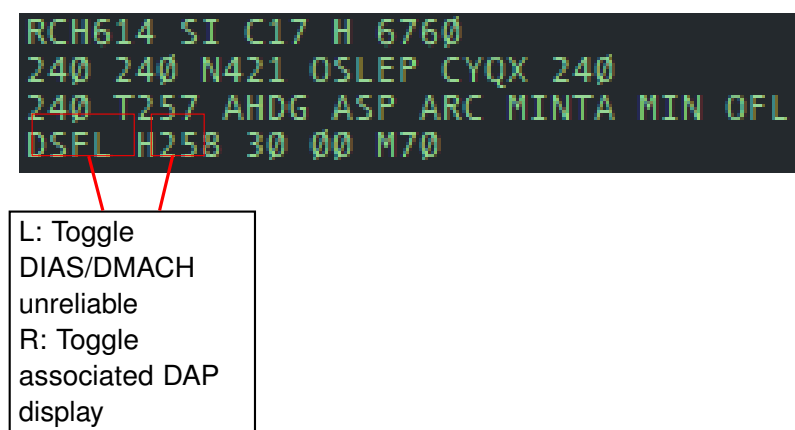 RCH614 SI C17 H 676Ø
24Ø 24Ø N421 OSLEP CYQX 24Ø
24Ø T257 AHDG ASP ARC MINTA MIN OFL
DSFL H258 3Ø ØØ M7Ø
L: Toggle
DIAS/DMACH
unreliable
R: Toggle
associated DAP
display